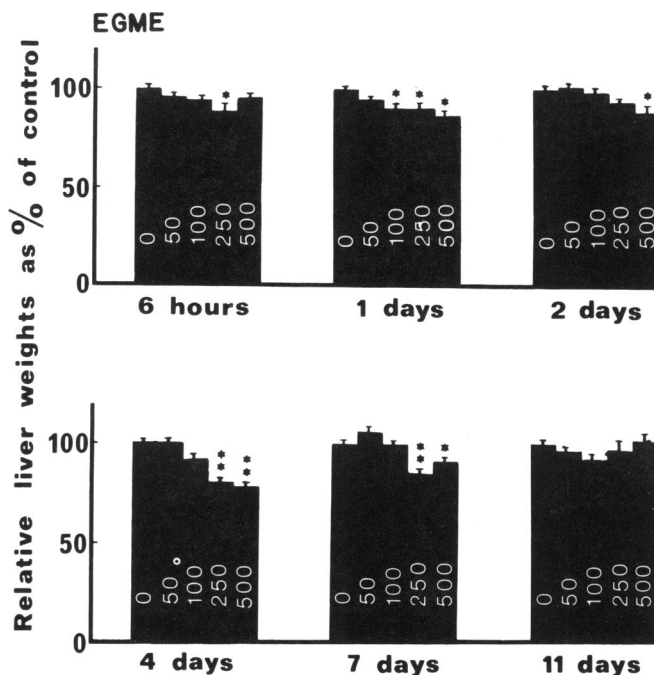 EGME
Relative liver weights as % of control
100
50
0
* 
0 50 100 250 500
6 hours
* * *
0 50 100 250 500
1 days
*
0 50 100 250 500
2 days
100
50
0
** **
0 50 100 250 500
4 days
** *
0 50 100 250 500
7 days
0 50 100 250 500
11 days